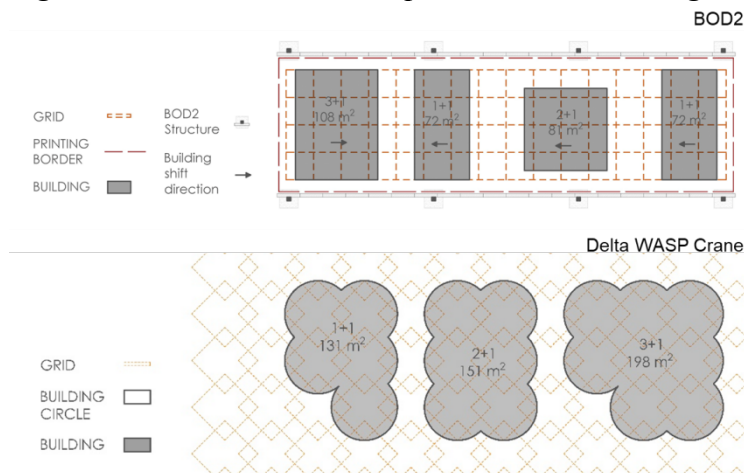 BOD2
GRID
PRINTING
BORDER
BUILDING
BOD2
Structure
Building
shift
direction
3+1
108 m²
1+1
72 m²
2+1
81 m²
1+1
72 m²
Delta WASP Crane
GRID
BUILDING
CIRCLE
BUILDING
1+1
131 m²
2+1
151 m²
3+1
198 m²